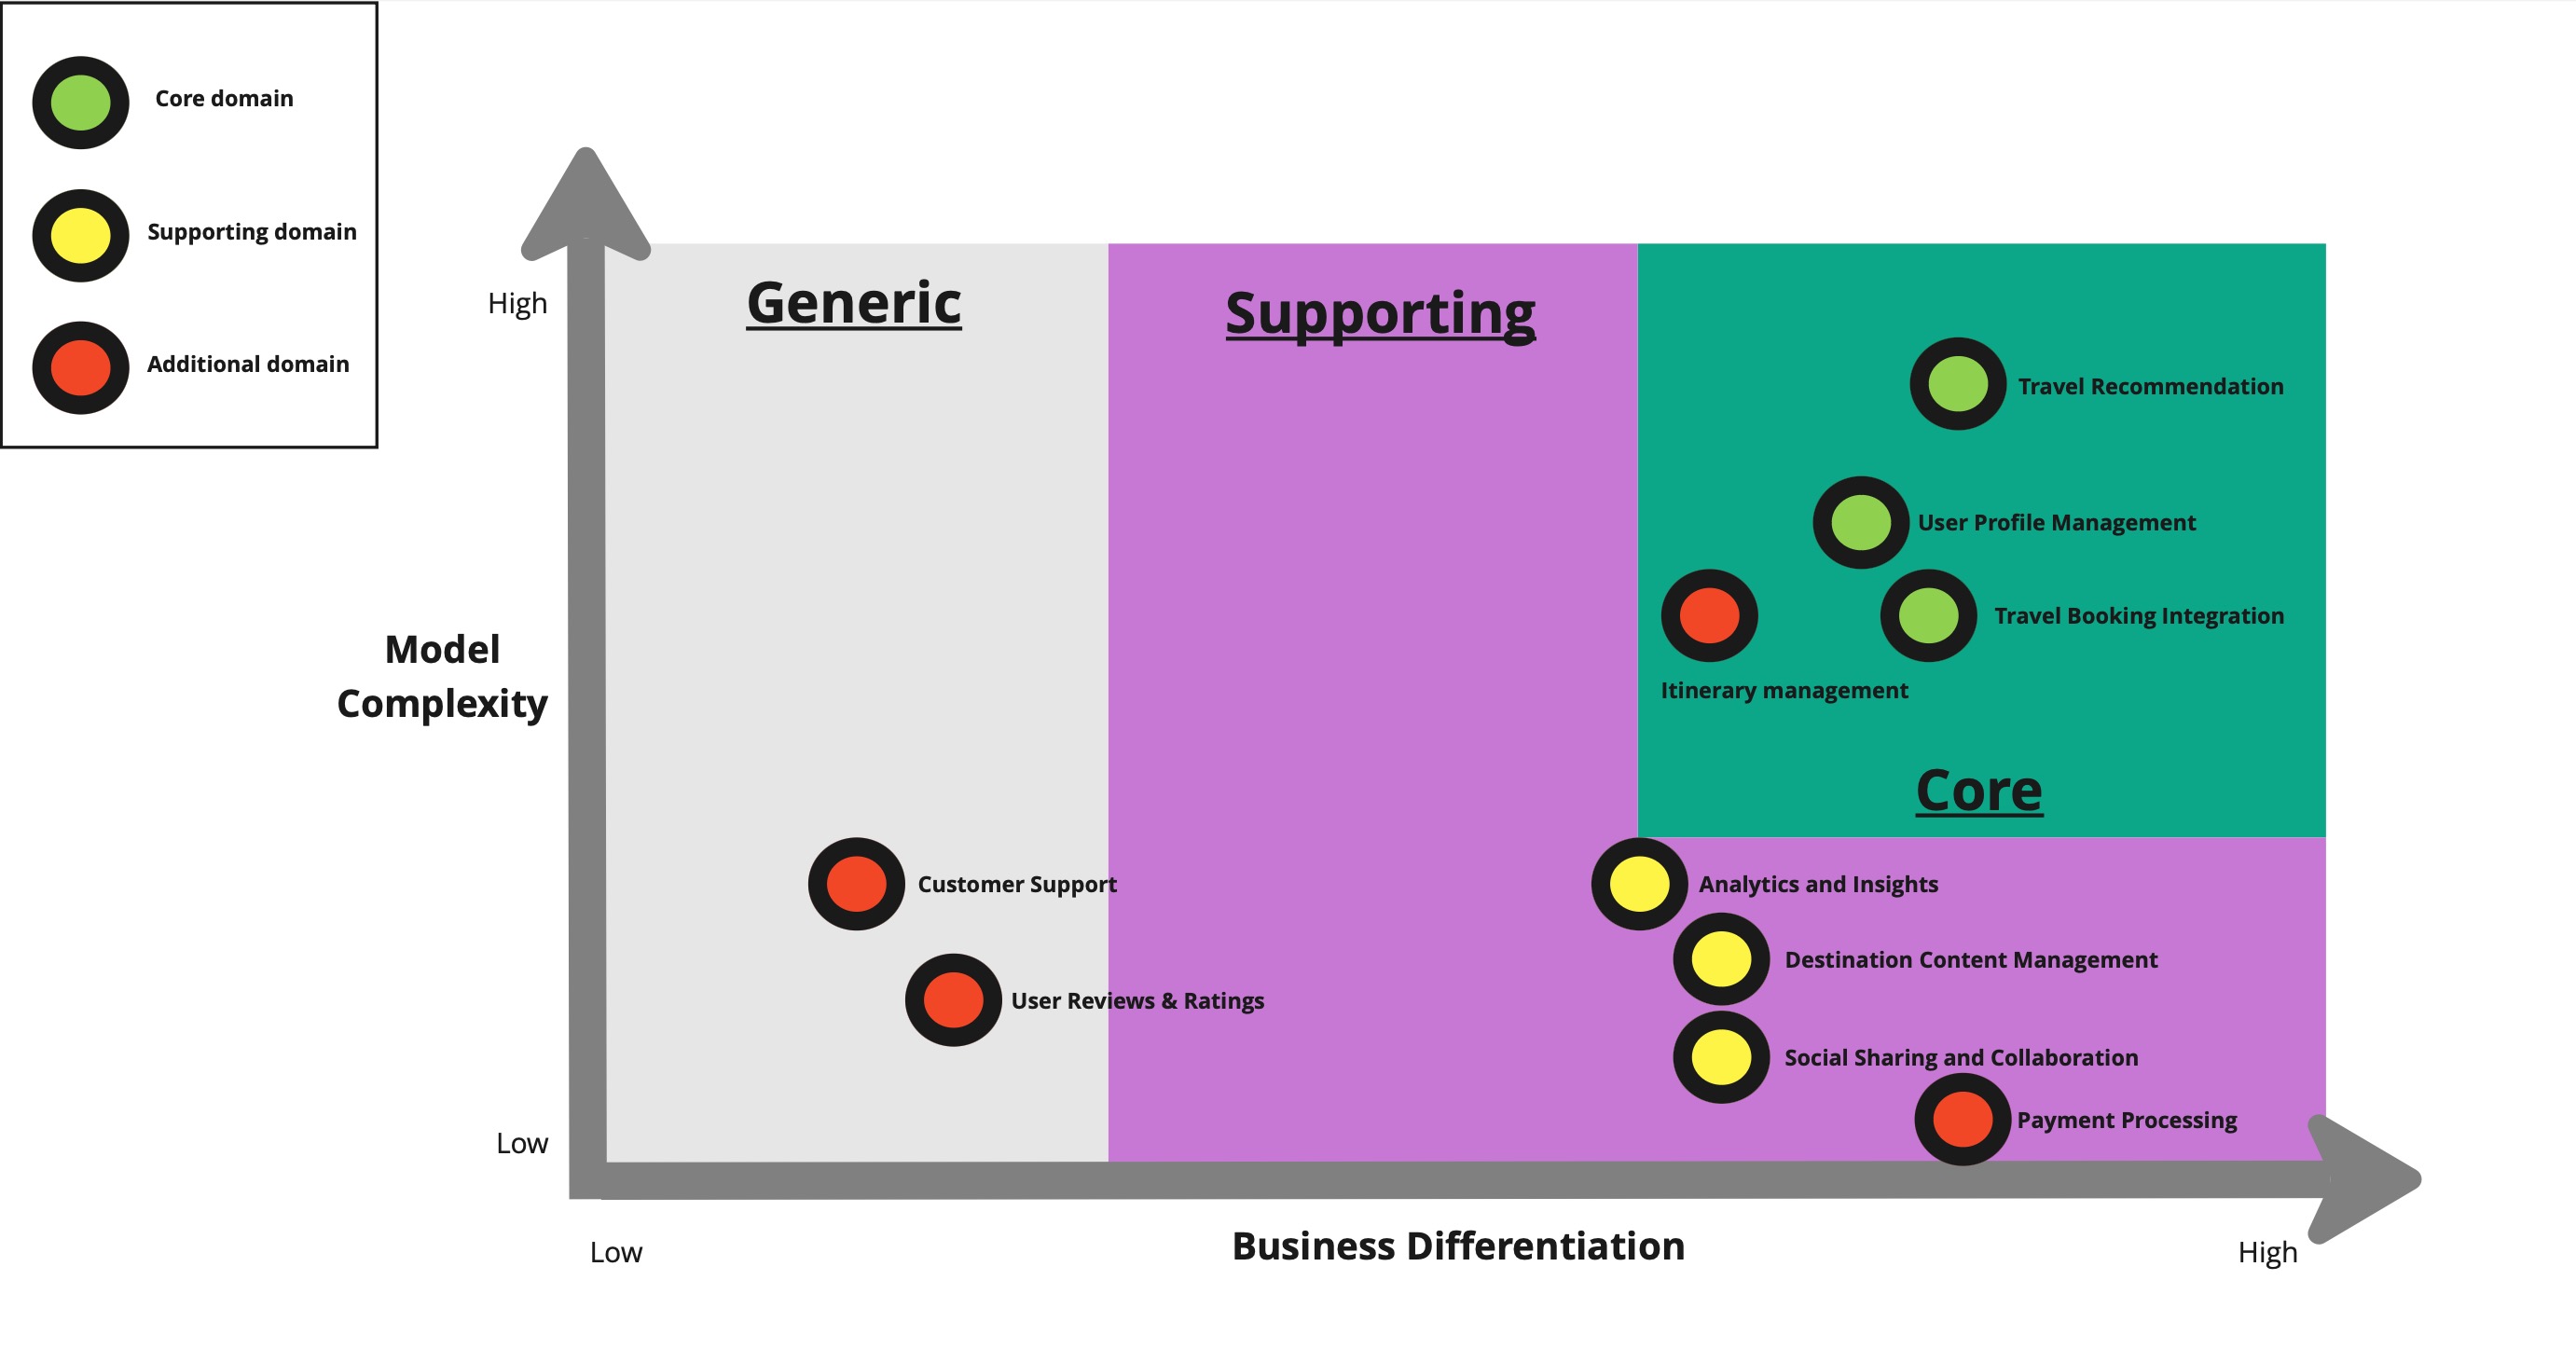 Core domain
Supporting domain
Additional domain
High
Generic
Supporting
Travel Recommendation
User Profile Management
Travel Booking Integration
Itinerary management
Model
Complexity
Core
Customer Support
Analytics and Insights
Destination Content Management
User Reviews & Ratings
Social Sharing and Collaboration
Payment Processing
Low
Low
Business Differentiation
High